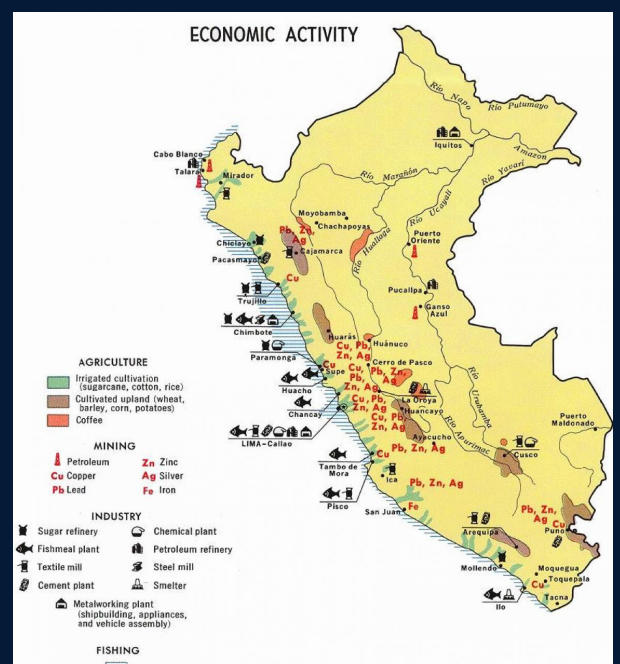 ECONOMIC ACTIVITY
Río Napo
Río Putumayo
Iquitos
Amazon
Río Yavarí
Cabo Blanco
Talara
Mirador
Río Marañón
Río Ucayali
Moyobamba
Chachapoyas
Pb, Zn,
Ag
Río Huallaga
Puerto
Oriente
Chiclayo
Cajamarca
Pacasmayo
Cu
Pucallpa
Trujillo
Ganso
Azul
Chimbote
Huarás
Huánuco
Cu, Pb,
Zn, Ag
Paramonga
Cerro de Pasco
Cu
Supe
Cu,
Pb,
Zn, Ag
Pb, Zn,
Ag
Huacho
La Oroya
Río Urubamba
Chancay
Cu, Pb,
Zn, Ag
Huancayo
Cu, Pb,
Zn, Ag
Puerto
Maldonado
LIMA-Callao
Ayacucho
Río Apurimac
Cusco
Cu
Pb, Zn, Ag
Tambo de
Mora
Ica
Pisco
Pb, Zn, Ag
San Juan
Fe
Pb, Zn,
Ag
Cu
Puno
Arequipa
Mollendo
Moquegua
Toquepala
Cu
Ilo
Tacna
AGRICULTURE
Irrigated cultivation
(sugarcane, cotton, rice)
Cultivated upland (wheat,
barley, corn, potatoes)
Coffee
MINING
Petroleum
Zn Zinc
Cu Copper
Ag Silver
Pb Lead
Fe Iron
INDUSTRY
Sugar refinery
Chemical plant
Fishmeal plant
Petroleum refinery
Textile mill
Steel mill
Cement plant
Smelter
Metalworking plant
(shipbuilding, appliances,
and vehicle assembly)
FISHING